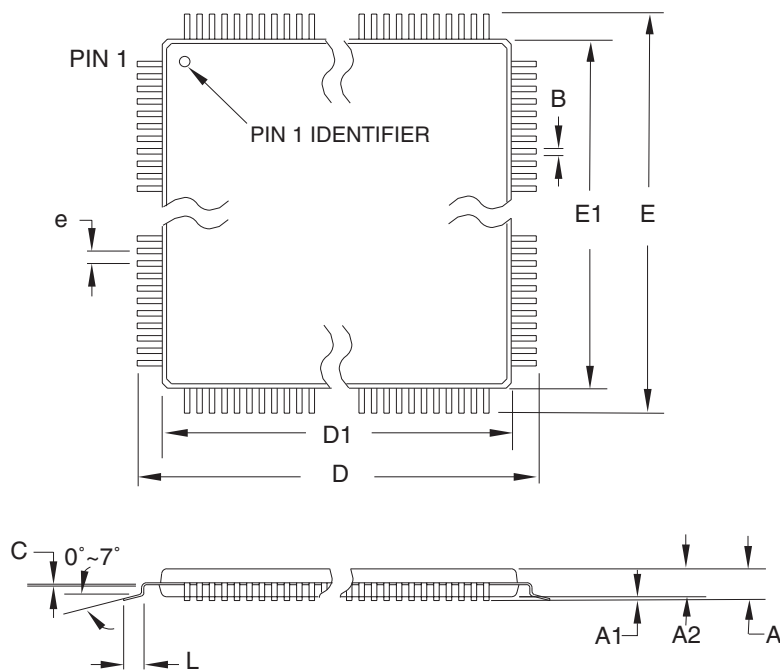 PIN 1
PIN 1 IDENTIFIER
B
e
E1
E
D1
D
C
0°~7°
L
A1
A2
A